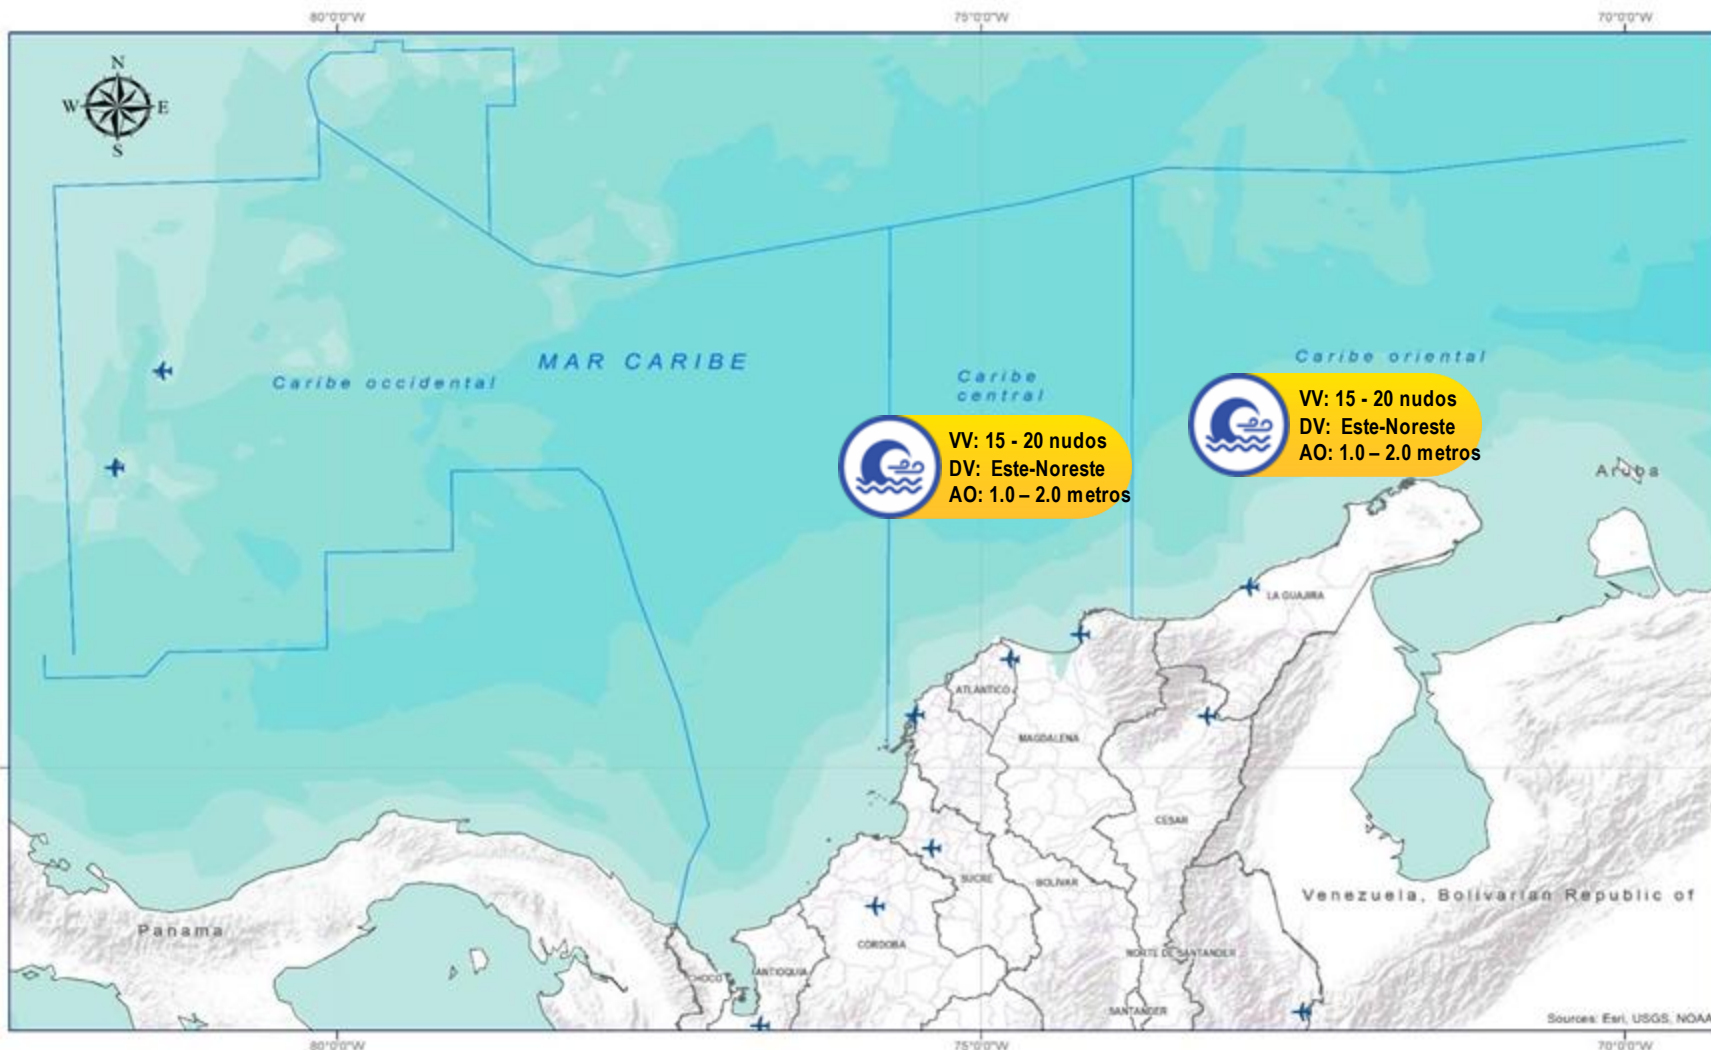 80°0'0"W
75°0'0"W
70°0'0"W
N
W
E
S
MAR CARIBE
Caribe occidental
Caribe
central
Caribe oriental
VV: 15 - 20 nudos
DV: Este-Noreste
AO: 1.0 – 2.0 metros
VV: 15 - 20 nudos
DV: Este-Noreste
AO: 1.0 – 2.0 metros
Aruba
LA GUAJIRA
ATLANTICO
MAGDALENA
CESAR
SUCRE
BOLIVAR
Venezuela, Bolivarian Republic of
Panama
CORDOBA
NORTE DE SANTANDER
CHOCO
ANTIOQUIA
SANTANDER
Sources: Esri, USGS, NOAA
80°0'0"W
75°0'0"W
70°0'0"W